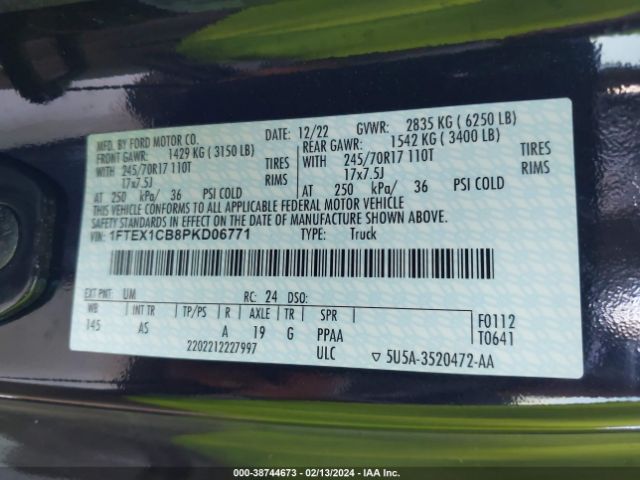 MFD. BY FORD MOTOR CO. DATE: 12/22 GVWR: 2835 KG ( 6250 LB)
FRONT GAWR: 1429 KG ( 3150 LB) REAR GAWR: 1542 KG ( 3400 LB)
WITH 245/70R17 110T TIRES WITH 245/70R17 110T TIRES
17x7.5J RIMS 17x7.5J RIMS
AT 250 kPa/ 36 PSI COLD AT 250 kPa/ 36 PSI COLD
THIS VEHICLE CONFORMS TO ALL APPLICABLE FEDERAL MOTOR VEHICLE
SAFETY STANDARDS IN EFFECT ON THE DATE OF MANUFACTURE SHOWN ABOVE.
VIN: 1FTEX1CB8PKD06771 TYPE: Truck
EXT PNT: UM RC: 24 DSO:
WB INT TR TP/PS R AXLE TR SPR F0112
145 AS A 19 G PPAA T0641
2202212227997 ULC ▽ 5U5A-3520472-AA
000-38744673 - 02/13/2024 - IAA Inc.